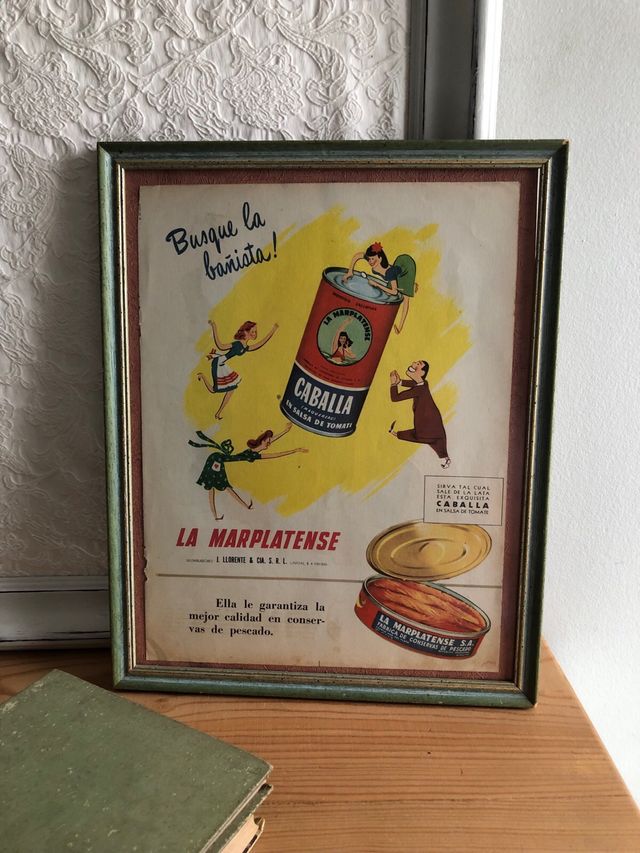 Busque la
bañista!
LA MARPLATENSE
CABALLA
EN SALSA DE TOMATE
SIRVA TAL CUAL
SALE DE LA LATA
ESTA EXQUISITA
CABALLA
EN SALSA DE TOMATE
LA MARPLATENSE
I. LLORENTE & CIA. S. R. L.
Ella le garantiza la
mejor calidad en conser-
vas de pescado.
LA MARPLATENSE S.A.
FABRICA DE CONSERVAS DE PESCADO